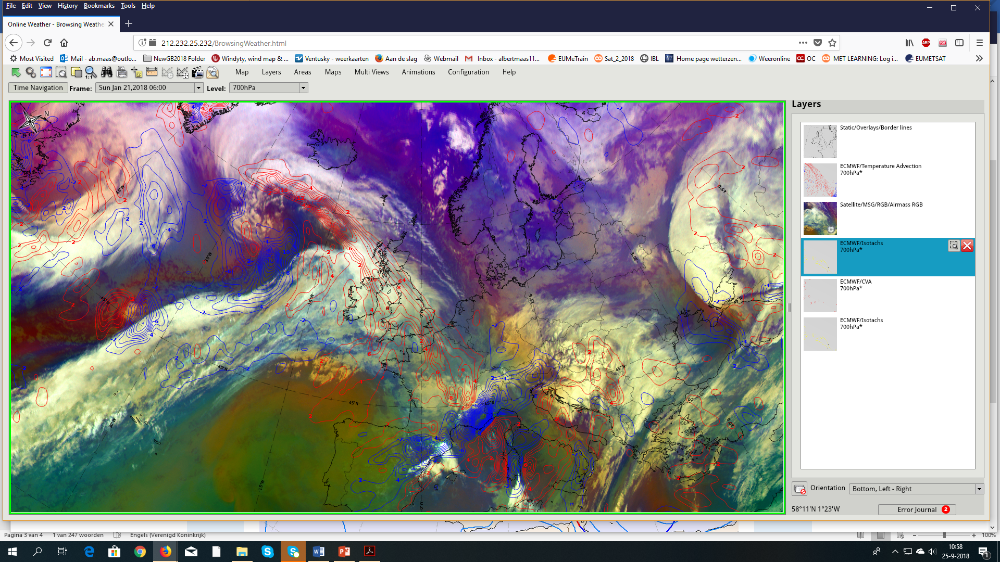 File Edit View History Bookmarks Tools Help
Online Weather - Browsing Weathe
212.232.25.232/BrowsingWeather.html
Most Visited Mail - ab.maas@outlo... NewGB2018 Folder Windyty, wind map & ... Ventusky - weerkaarten Aan de slag Webmail Inbox - albertmaas11... EUMeTrain Sat_2_2018 IBL Home page wetterzen... Weeronline OC MET LEARNING: Log i... EUMETSAT
Map Layers Areas Maps Multi Views Animations Configuration Help
Time Navigation Frame: Sun Jan 21,2018 06:00 Level: 700hPa
Layers
Static/Overlays/Border lines
ECMWF/Temperature Advection
700hPa*
Satellite/MSG/RGB/Airmass RGB
ECMWF/Isotachs
700hPa*
ECMWF/CVA
700hPa*
ECMWF/Isotachs
700hPa*
Orientation Bottom, Left - Right
58°11'N 1°23'W Error Journal 2
N
45°W
30°W
45°N
45°N
15°W
Pagina 3 van 4 1 van 247 woorden Engels (Verenigd Koninkrijk) 100%
10:58
25-9-2018
1